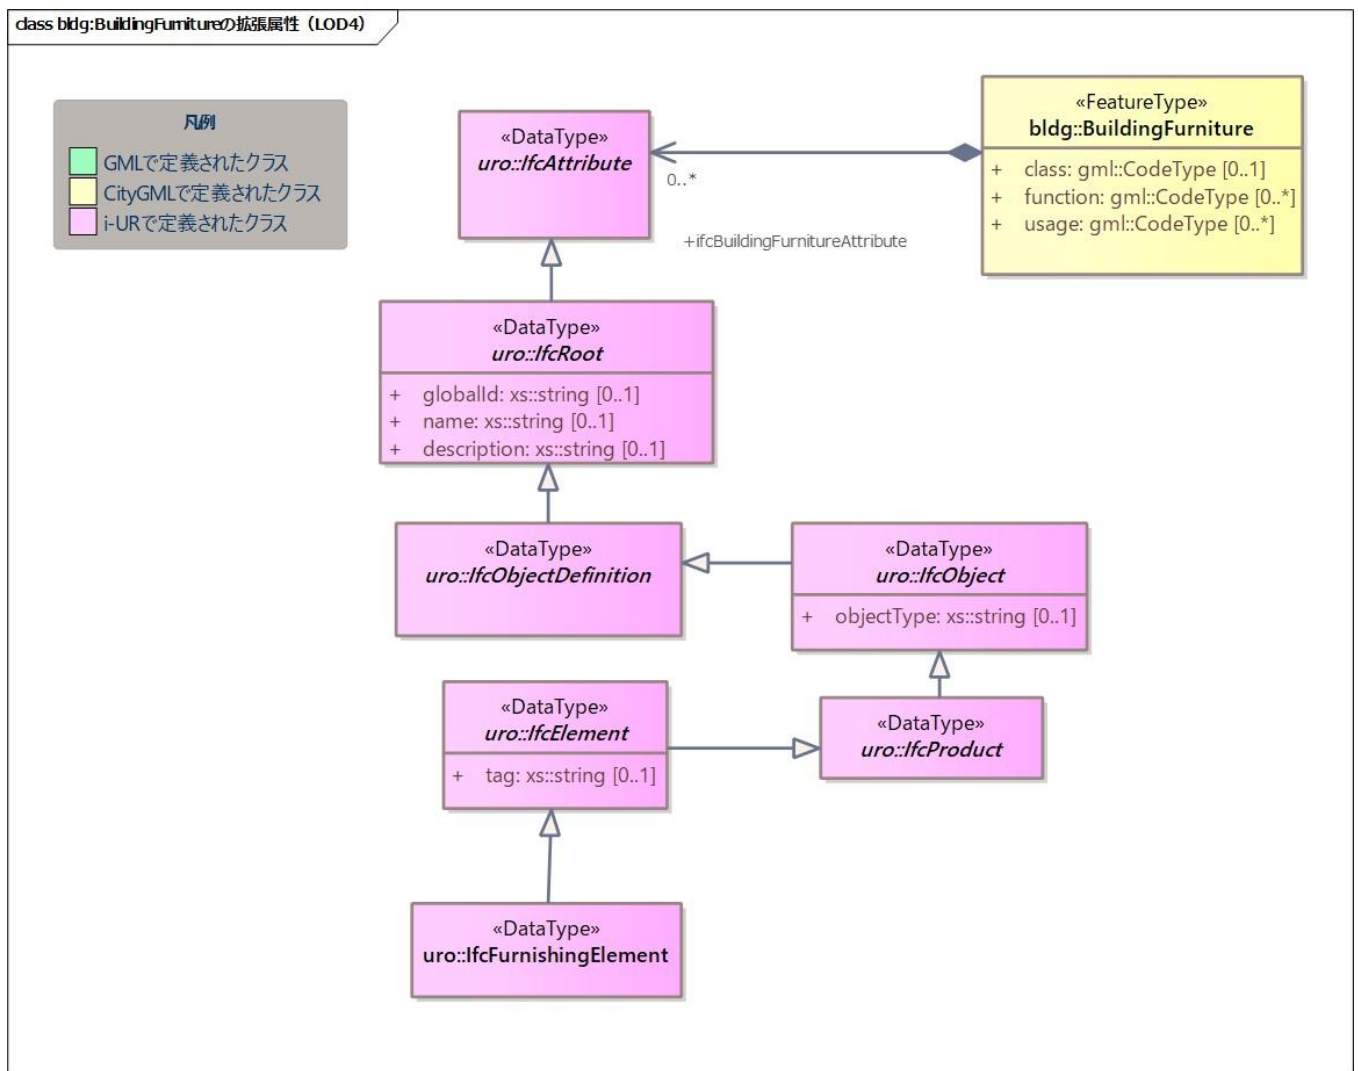 class bldg:BuildingFurnitureの拡張属性（LOD4）
凡例
GMLで定義されたクラス
CityGMLで定義されたクラス
i-URで定義されたクラス
«DataType»
uro::IfcAttribute
0..*
+ifcBuildingFurnitureAttribute
«FeatureType»
bldg::BuildingFurniture
+ class: gml::CodeType [0..1]
+ function: gml::CodeType [0..*]
+ usage: gml::CodeType [0..*]
«DataType»
uro::IfcRoot
+ globalId: xs::string [0..1]
+ name: xs::string [0..1]
+ description: xs::string [0..1]
«DataType»
uro::IfcObjectDefinition
«DataType»
uro::IfcObject
+ objectType: xs::string [0..1]
«DataType»
uro::IfcElement
+ tag: xs::string [0..1]
«DataType»
uro::IfcProduct
«DataType»
uro::IfcFurnishingElement